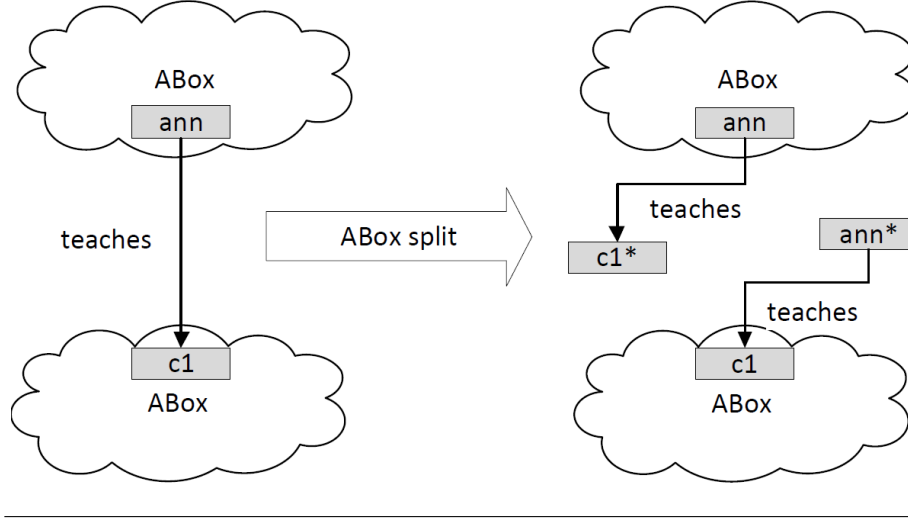 ABox
ann
teaches
c1
ABox
ABox split
ABox
ann
teaches
c1*
ann*
teaches
c1
ABox